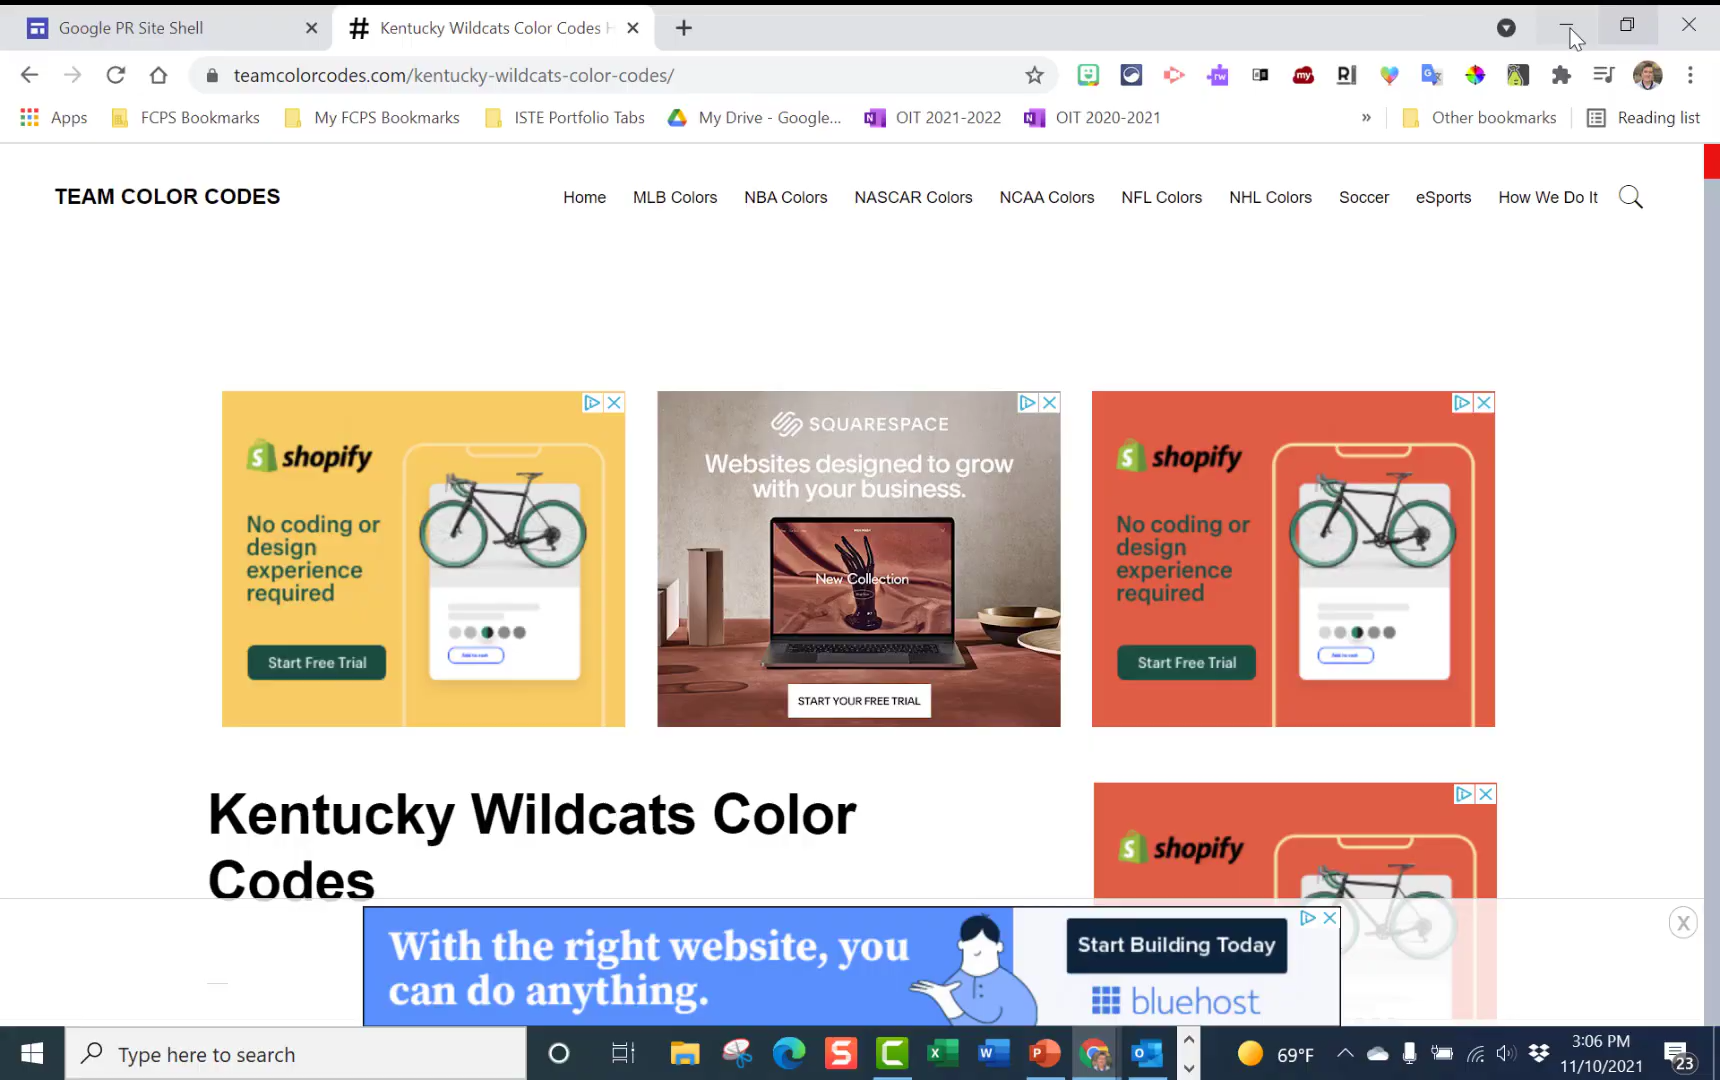 Google PR Site Shell
Kentucky Wildcats Color Codes H
teamcolorcodes.com/kentucky-wildcats-color-codes/
Apps FCPS Bookmarks My FCPS Bookmarks ISTE Portfolio Tabs My Drive - Google... OIT 2021-2022 OIT 2020-2021 » Other bookmarks Reading list
TEAM COLOR CODES
Home MLB Colors NBA Colors NASCAR Colors NCAA Colors NFL Colors NHL Colors Soccer eSports How We Do It
shopify
No coding or
design
experience
required
Start Free Trial
SQUARESPACE
Websites designed to grow
with your business.
New Collection
START YOUR FREE TRIAL
shopify
No coding or
design
experience
required
Start Free Trial
Kentucky Wildcats Color
Codes
shopify
With the right website, you
can do anything.
Start Building Today
bluehost
X
Type here to search
69°F
3:06 PM
11/10/2021
23